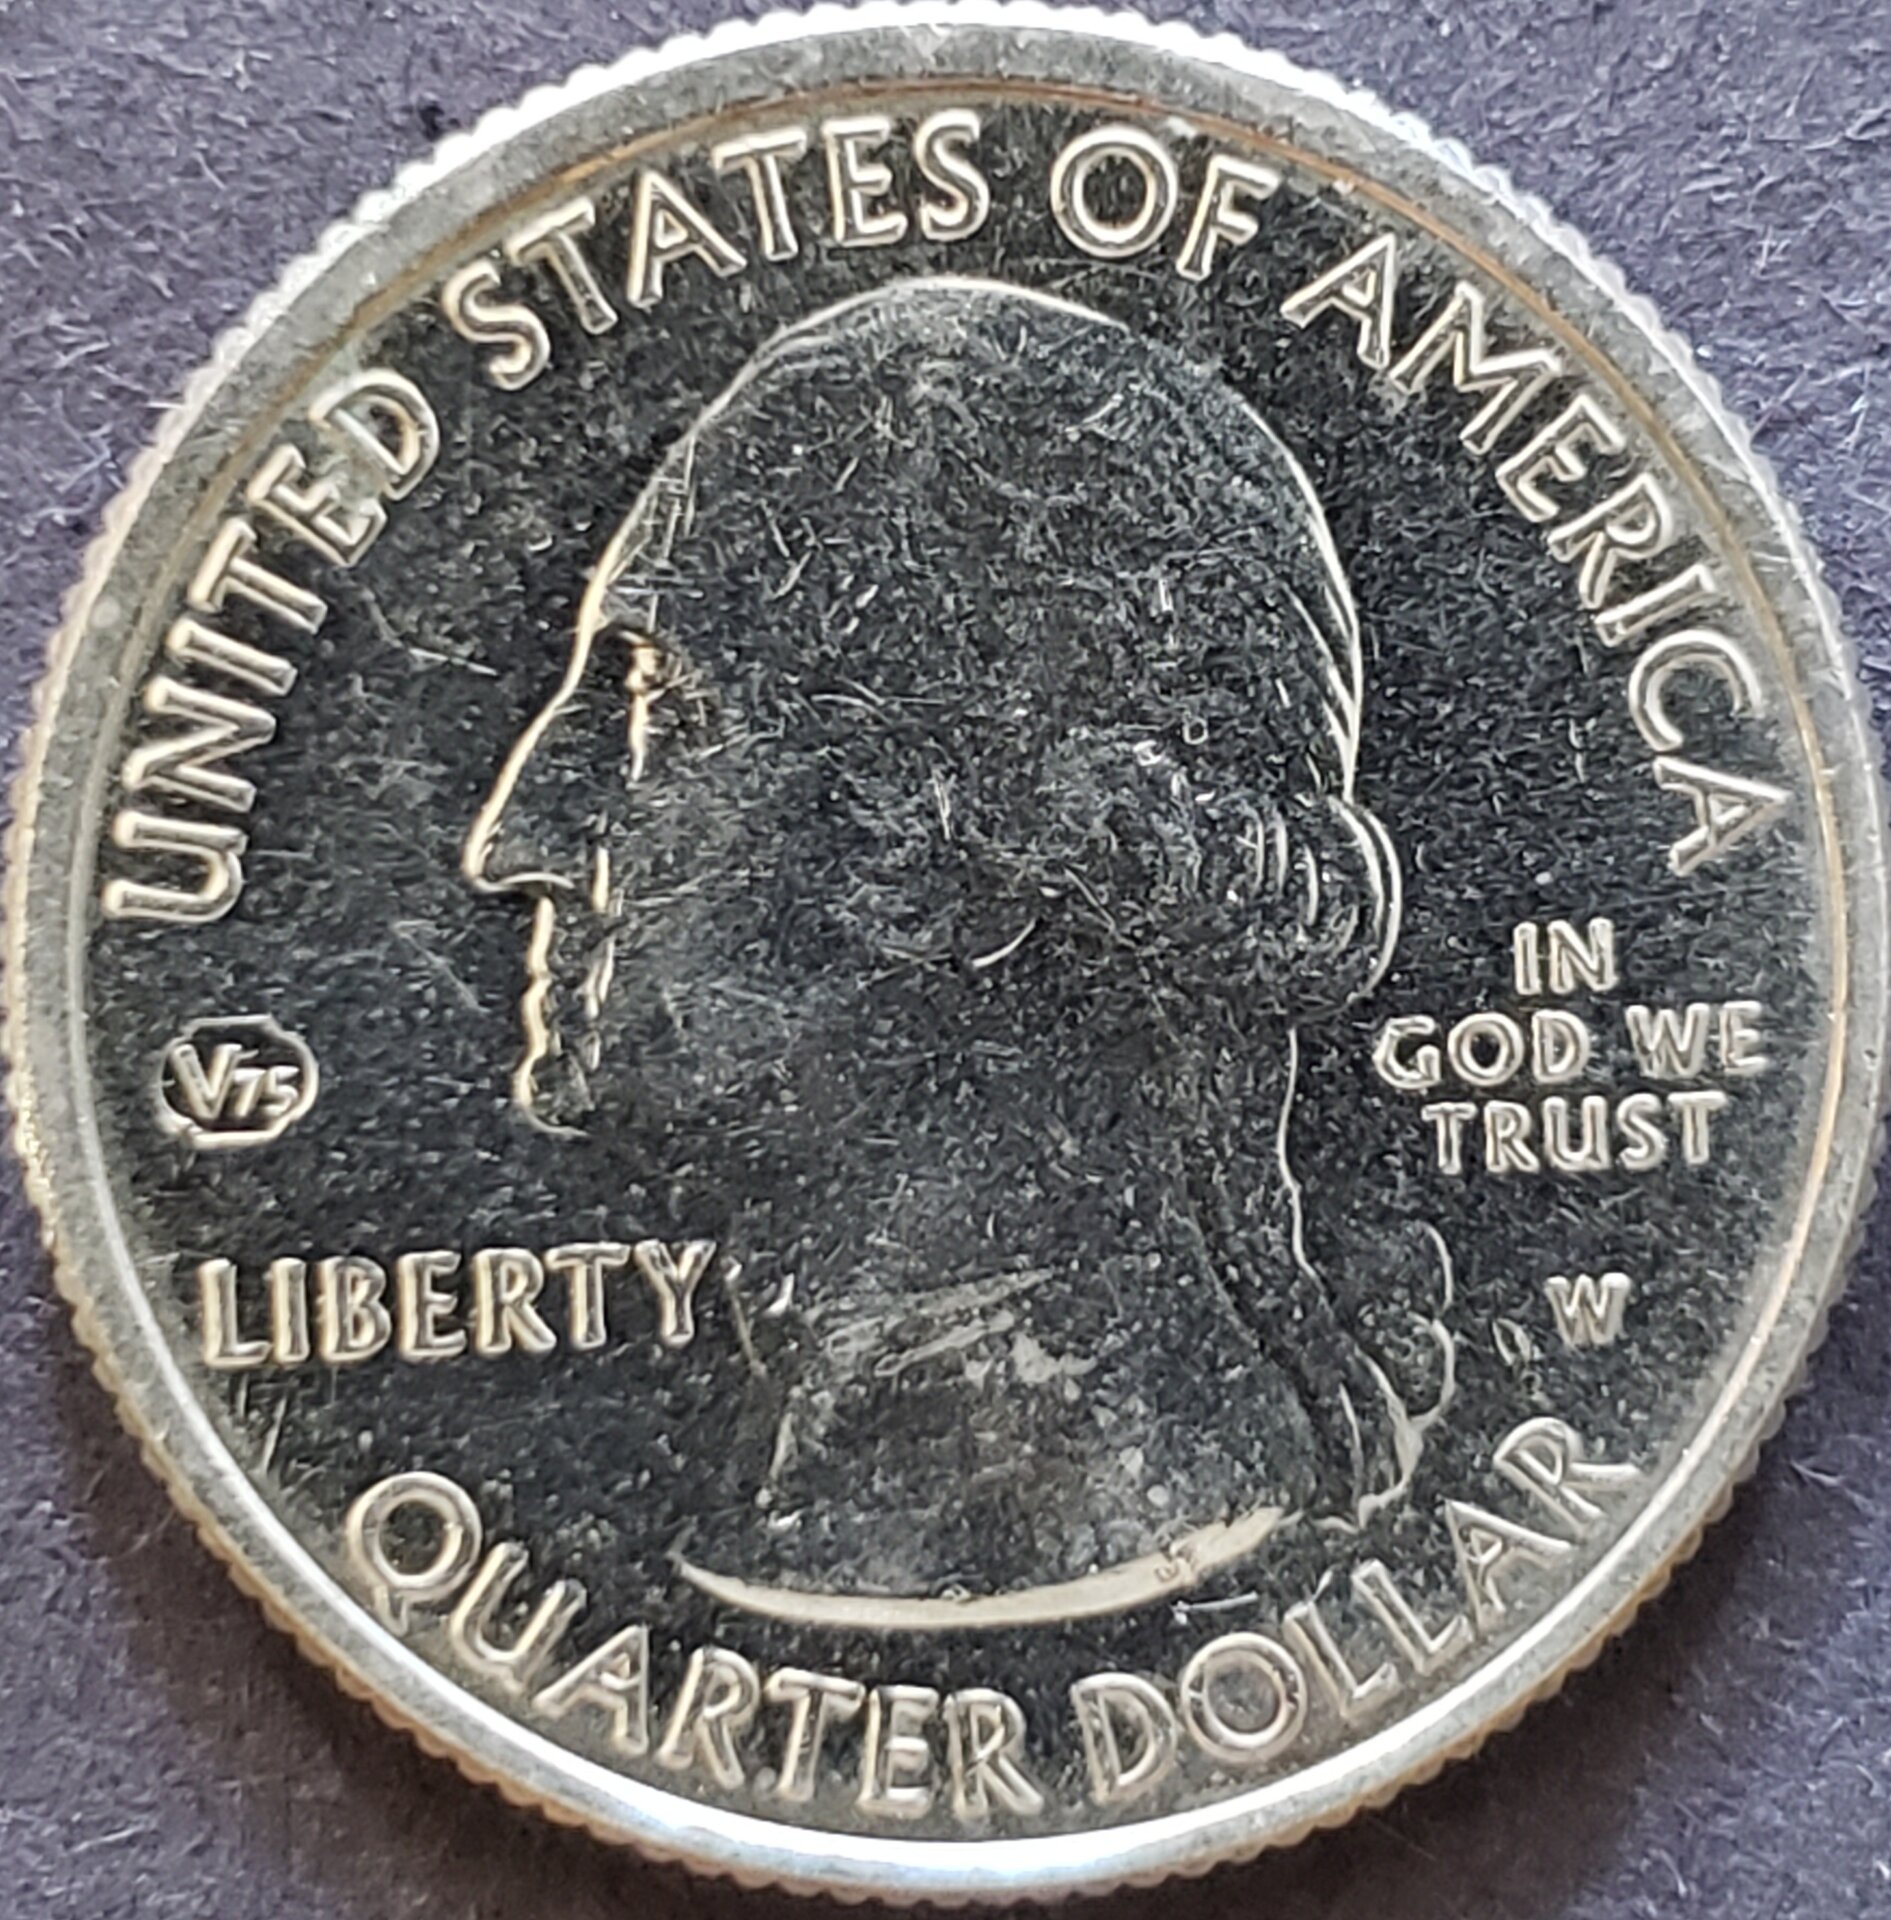 UNITED STATES OF AMERICA
V75
IN
GOD WE
TRUST
LIBERTY
W
QUARTER DOLLAR